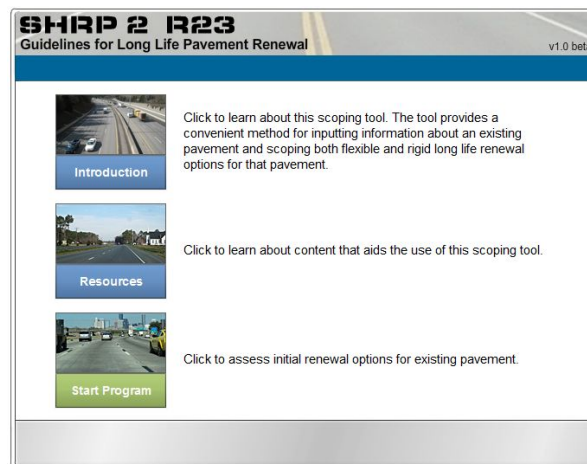 SHRP 2 R23
Guidelines for Long Life Pavement Renewal
v1.0 beta
Click to learn about this scoping tool. The tool provides a
convenient method for inputting information about an existing
pavement and scoping both flexible and rigid long life renewal
options for that pavement.
Introduction
Click to learn about content that aids the use of this scoping tool.
Resources
Click to assess initial renewal options for existing pavement.
Start Program